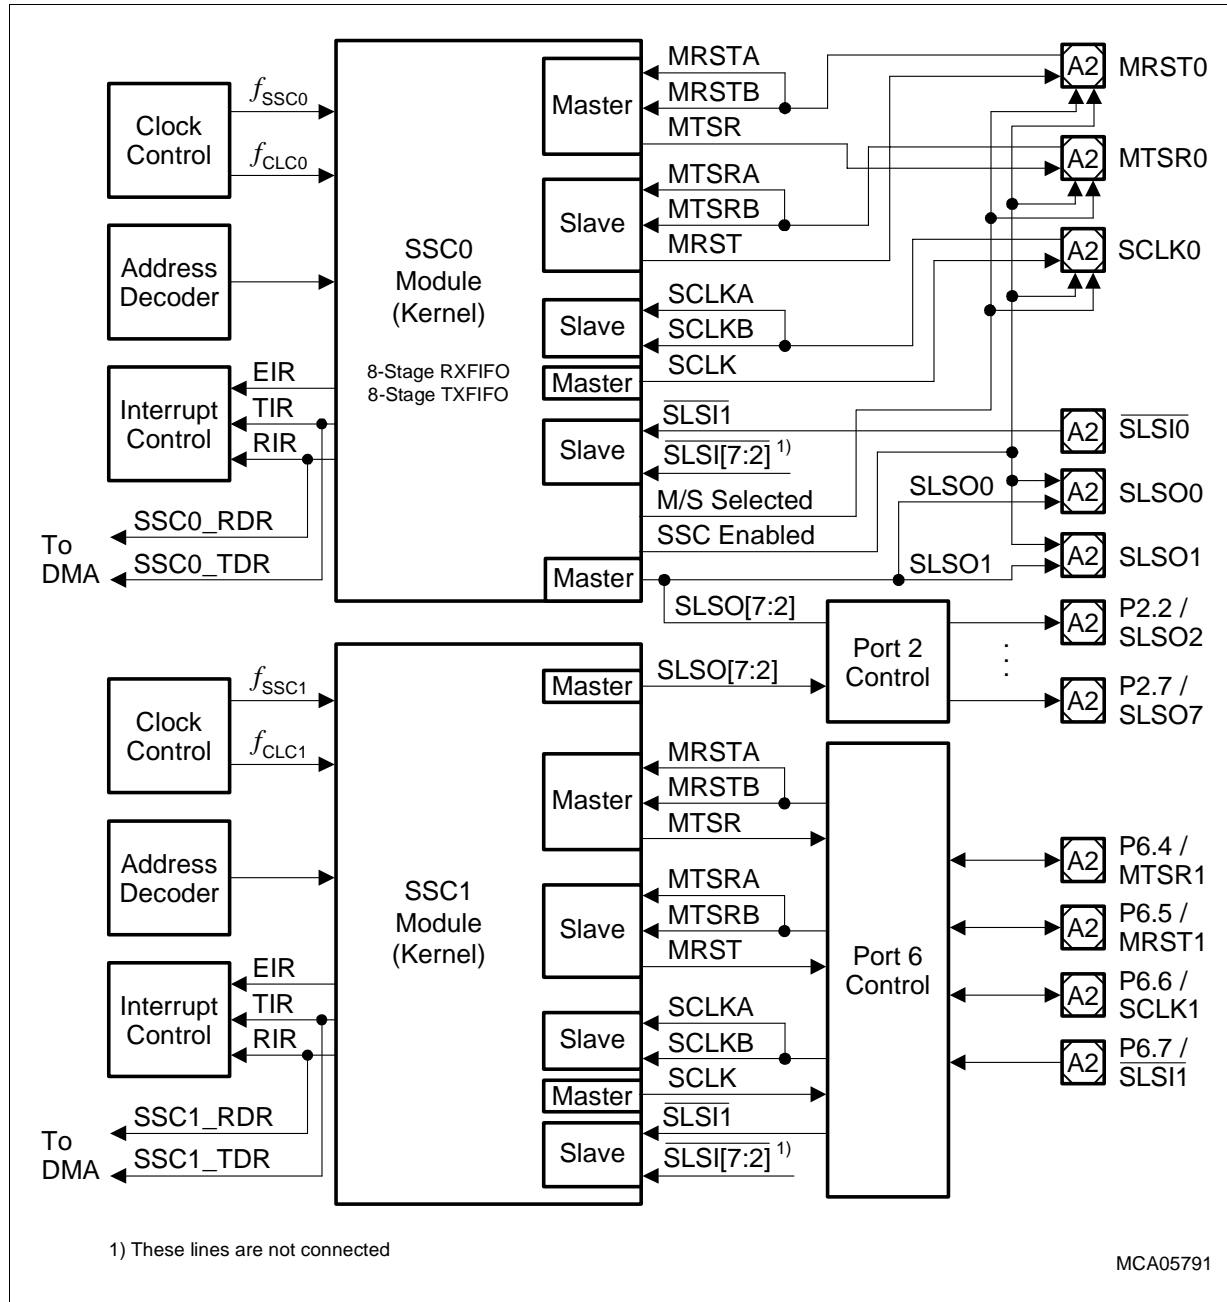 Clock
Control
fSSC0
fCLC0
Address
Decoder
Interrupt
Control
EIR
TIR
RIR
To
DMA
SSC0_RDR
SSC0_TDR
SSC0
Module
(Kernel)
8-Stage RXFIFO
8-Stage TXFIFO
Master
Slave
Slave
Master
Slave
Master
MRSTA
MRSTB
MTSR
MTSRA
MTSRB
MRST
SCLKA
SCLKB
SCLK
SLSI1
SLSI[7:2] 1)
M/S Selected
SSC Enabled
SLSO0
SLSO1
SLSO[7:2]
A2 MRST0
A2 MTSR0
A2 SCLK0
A2 SLSI0
A2 SLSO0
A2 SLSO1
A2 P2.2 /
SLSO2
A2 P2.7 /
SLSO7
Port 2
Control
Clock
Control
fSSC1
fCLC1
Address
Decoder
Interrupt
Control
EIR
TIR
RIR
To
DMA
SSC1_RDR
SSC1_TDR
SSC1
Module
(Kernel)
Master
Master
Slave
Slave
Master
Slave
SLSO[7:2]
MRSTA
MRSTB
MTSR
MTSRA
MTSRB
MRST
SCLKA
SCLKB
SCLK
SLSI1
SLSI[7:2] 1)
Port 6
Control
A2 P6.4 /
MTSR1
A2 P6.5 /
MRST1
A2 P6.6 /
SCLK1
A2 P6.7 /
SLSI1
1) These lines are not connected
MCA05791